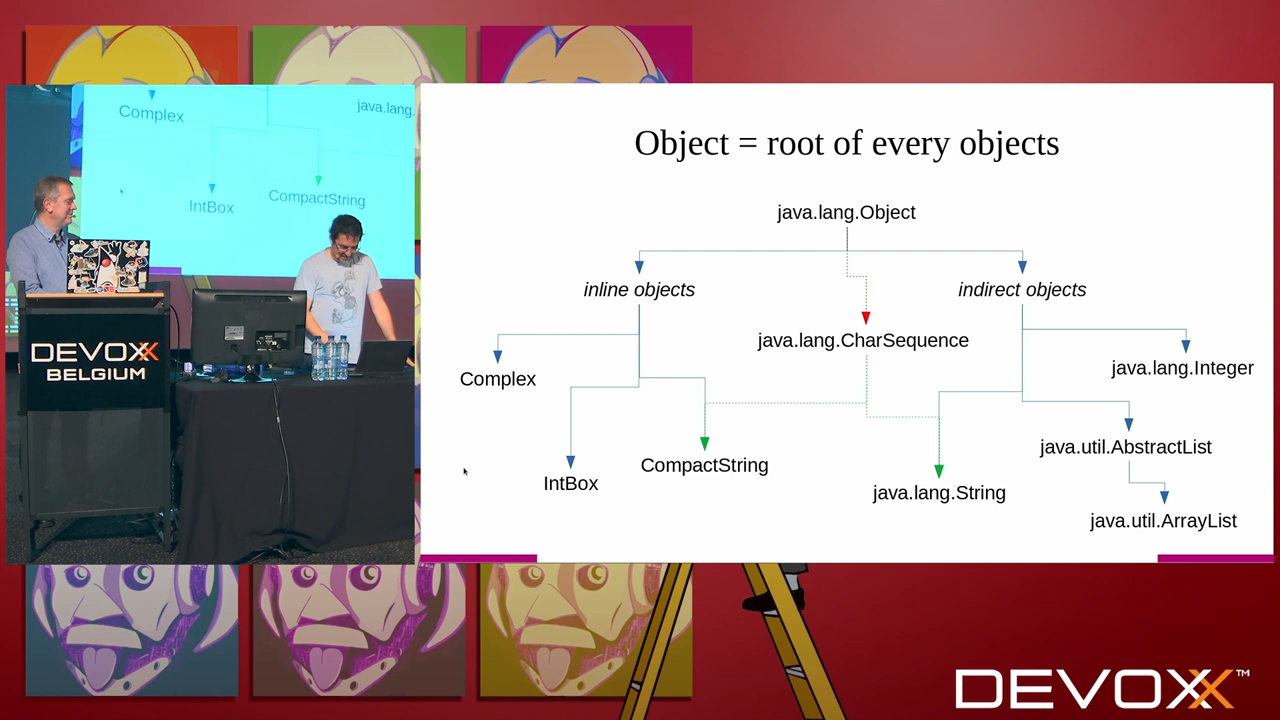 Complex
java.lang.
IntBox
CompactString
DEVOXX
BELGIUM
Object = root of every objects
java.lang.Object
inline objects
indirect objects
java.lang.CharSequence
java.lang.Integer
Complex
java.util.AbstractList
CompactString
IntBox
java.lang.String
java.util.ArrayList
DEVOXX™